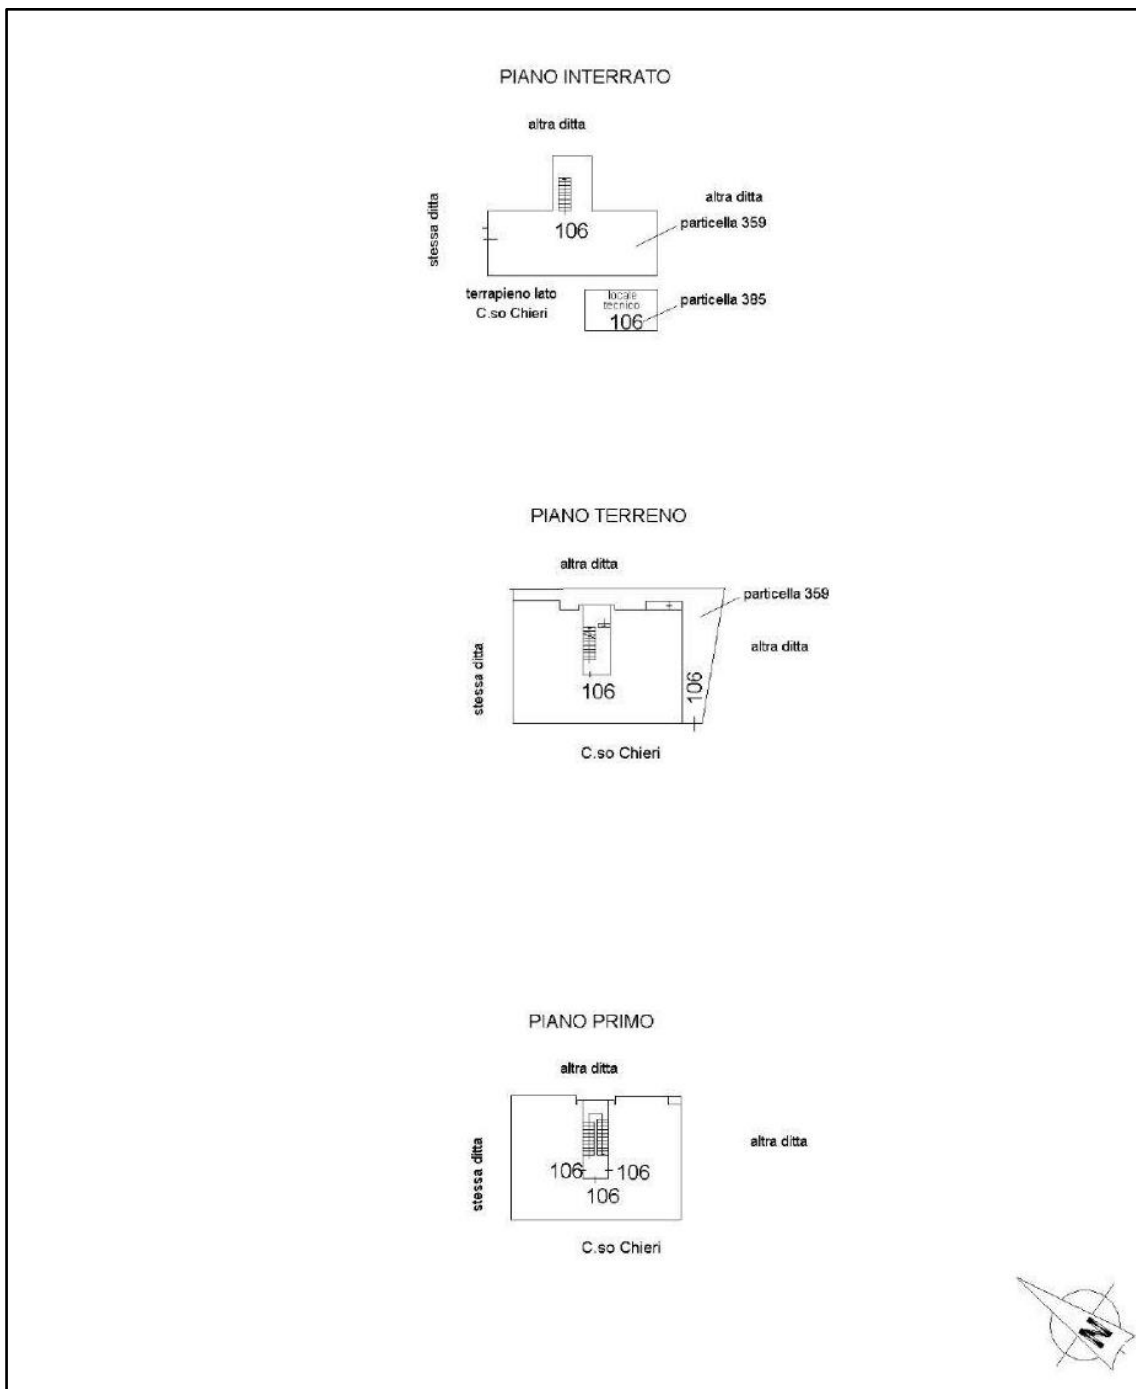 PIANO INTERRATO
altra ditta
stessa ditta
altra ditta
particella 359
106
terrapieno lato
C.so Chieri
locale
tecnico
106
particella 385
PIANO TERRENO
altra ditta
particella 359
stessa ditta
altra ditta
106
106
C.so Chieri
PIANO PRIMO
altra ditta
stessa ditta
altra ditta
106
106
106
C.so Chieri
N